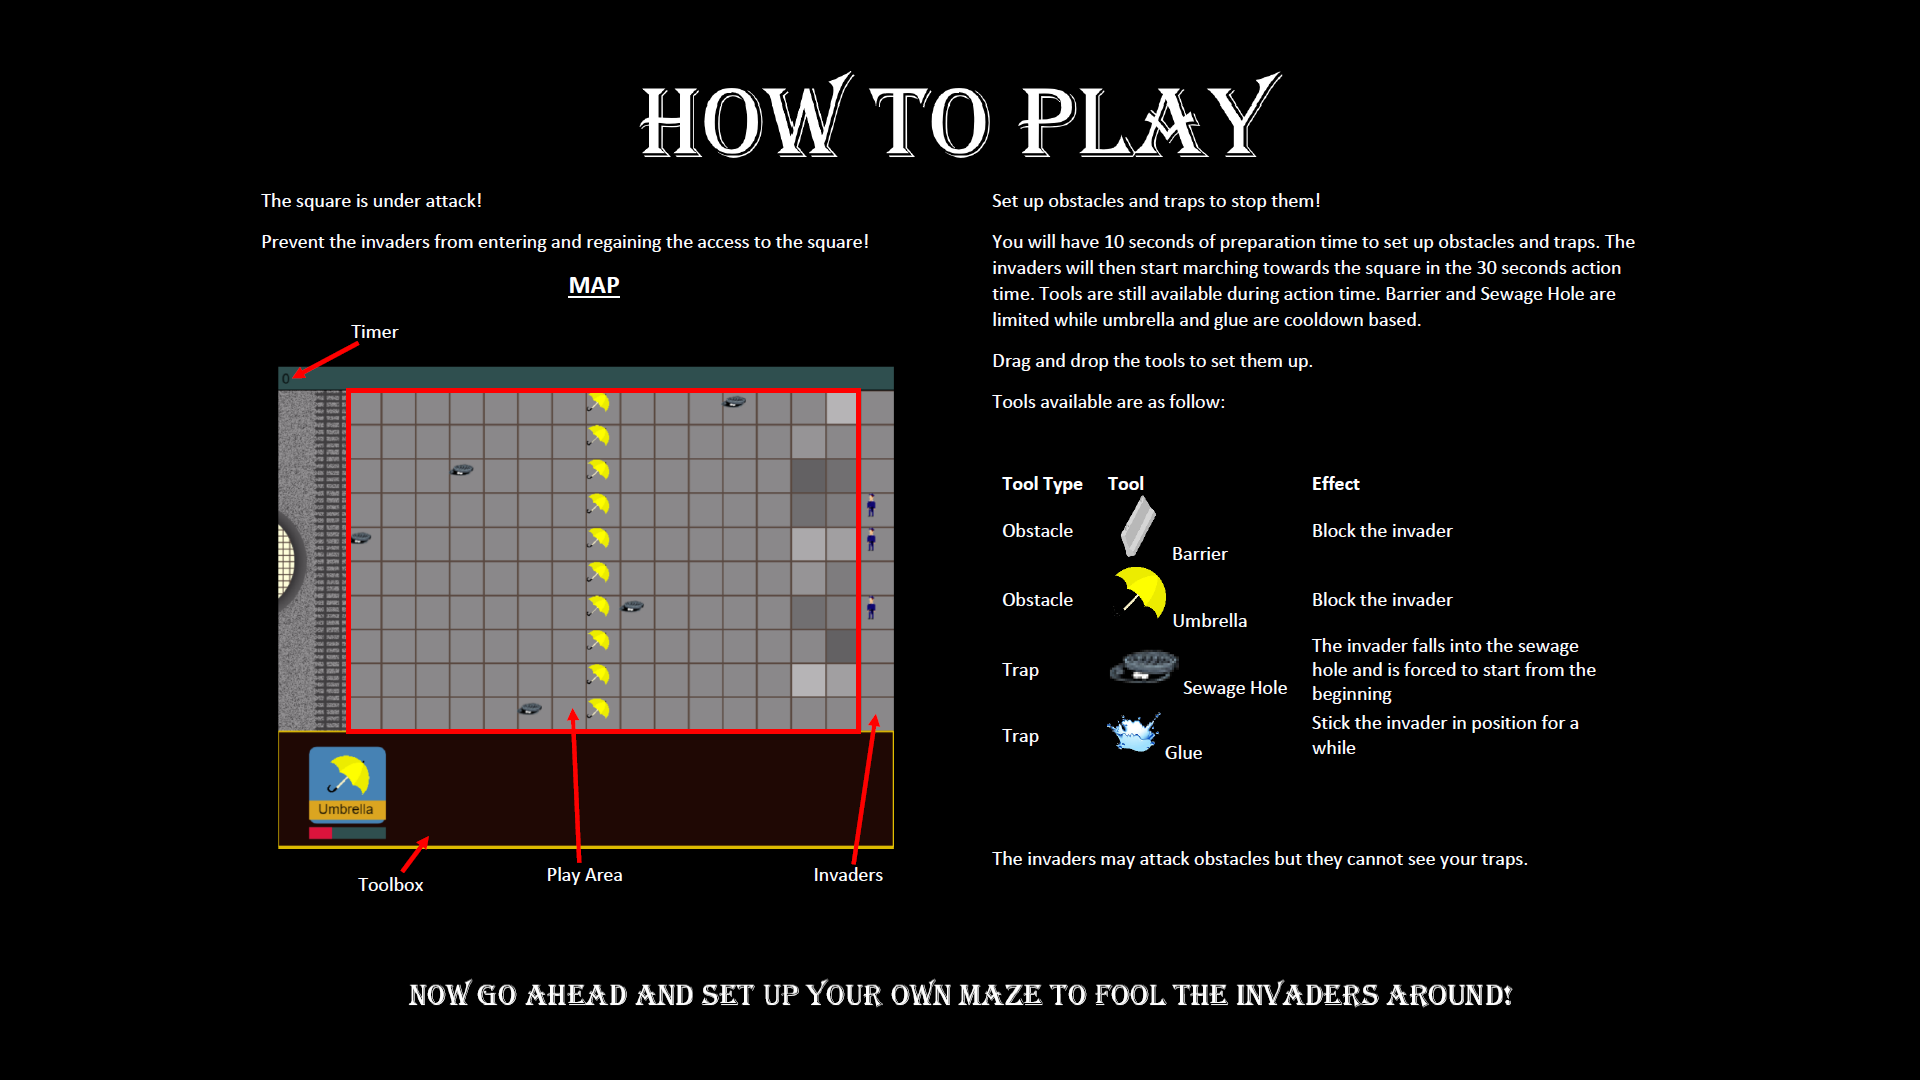 HOW TO PLAY
The square is under attack!
Prevent the invaders from entering and regaining the access to the square!
MAP
Timer
0
Umbrella
Toolbox
Play Area
Invaders
Set up obstacles and traps to stop them!
You will have 10 seconds of preparation time to set up obstacles and traps. The
invaders will then start marching towards the square in the 30 seconds action
time. Tools are still available during action time. Barrier and Sewage Hole are
limited while umbrella and glue are cooldown based.
Drag and drop the tools to set them up.
Tools available are as follow:
Tool Type Tool Effect
Obstacle Barrier Block the invader
Obstacle Umbrella Block the invader
Trap Sewage Hole The invader falls into the sewage
hole and is forced to start from the
beginning
Trap Glue Stick the invader in position for a
while
The invaders may attack obstacles but they cannot see your traps.
NOW GO AHEAD AND SET UP YOUR OWN MAZE TO FOOL THE INVADERS AROUND!